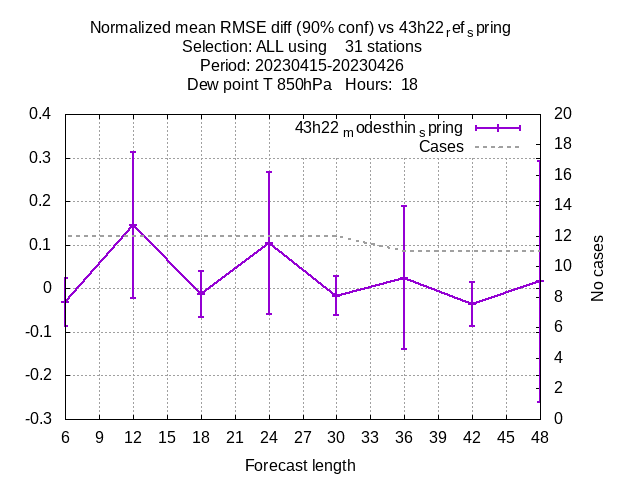 Normalized mean RMSE diff (90% conf) vs 43h22refspring
Selection: ALL using 31 stations
Period: 20230415-20230426
Dew point T 850hPa Hours: 18
43h22modesthinspring
Cases
0.4
0.3
0.2
0.1
0
-0.1
-0.2
-0.3
20
18
16
14
12
10
8
6
4
2
0
No cases
6 9 12 15 18 21 24 27 30 33 36 39 42 45 48
Forecast length